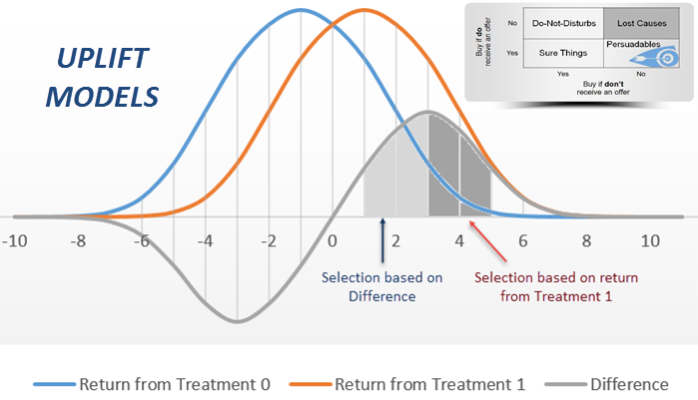 UPLIFT
MODELS
Buy if do
receive an offer
No
Do-Not-Disturbs
Lost Causes
Yes
Sure Things
Persuadables
Yes
No
Buy if don't
receive an offer
-10
-8
-6
-4
-2
0
2
4
6
8
10
Selection based on
Difference
Selection based on return
from Treatment 1
Return from Treatment 0
Return from Treatment 1
Difference